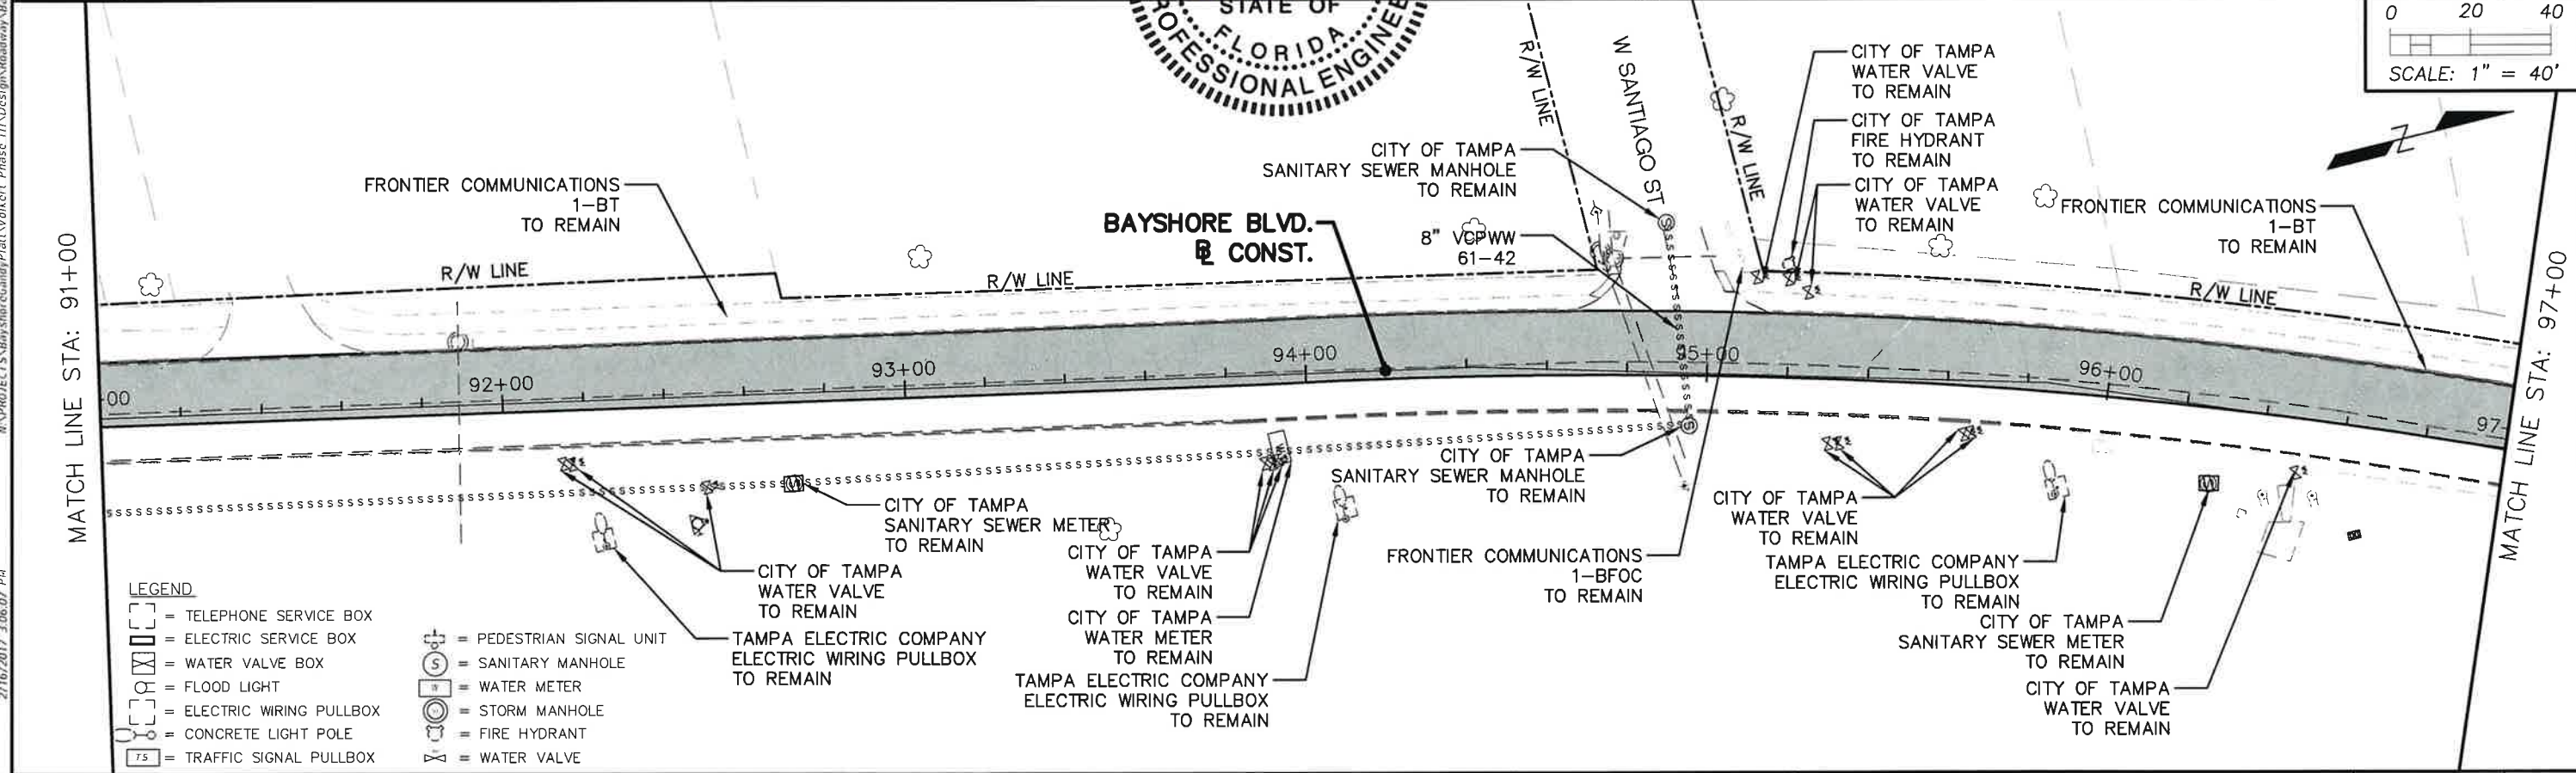 STATE OF
FLORIDA
PROFESSIONAL ENGINEE
0 20 40
SCALE: 1" = 40'
MATCH LINE STA: 91+00
MATCH LINE STA: 97+00
FRONTIER COMMUNICATIONS
1-BT
TO REMAIN
R/W LINE
R/W LINE
BAYSHORE BLVD.
BL CONST.
R/W LINE
W SANTIAGO ST
R/W LINE
CITY OF TAMPA
SANITARY SEWER MANHOLE
TO REMAIN
8" VCPWW
61-42
CITY OF TAMPA
WATER VALVE
TO REMAIN
CITY OF TAMPA
FIRE HYDRANT
TO REMAIN
CITY OF TAMPA
WATER VALVE
TO REMAIN
Z
FRONTIER COMMUNICATIONS
1-BT
TO REMAIN
R/W LINE
+00
92+00
93+00
94+00
95+00
96+00
97
CITY OF TAMPA
SANITARY SEWER METER
TO REMAIN
CITY OF TAMPA
WATER VALVE
TO REMAIN
TAMPA ELECTRIC COMPANY
ELECTRIC WIRING PULLBOX
TO REMAIN
CITY OF TAMPA
WATER VALVE
TO REMAIN
CITY OF TAMPA
WATER METER
TO REMAIN
TAMPA ELECTRIC COMPANY
ELECTRIC WIRING PULLBOX
TO REMAIN
CITY OF TAMPA
SANITARY SEWER MANHOLE
TO REMAIN
FRONTIER COMMUNICATIONS
1-BFOC
TO REMAIN
CITY OF TAMPA
WATER VALVE
TO REMAIN
TAMPA ELECTRIC COMPANY
ELECTRIC WIRING PULLBOX
TO REMAIN
CITY OF TAMPA
SANITARY SEWER METER
TO REMAIN
CITY OF TAMPA
WATER VALVE
TO REMAIN
LEGEND
= TELEPHONE SERVICE BOX
= ELECTRIC SERVICE BOX
= WATER VALVE BOX
= FLOOD LIGHT
= ELECTRIC WIRING PULLBOX
= CONCRETE LIGHT POLE
TS = TRAFFIC SIGNAL PULLBOX
= PEDESTRIAN SIGNAL UNIT
S = SANITARY MANHOLE
W = WATER METER
= STORM MANHOLE
= FIRE HYDRANT
= WATER VALVE
2/16/2017 3:06:07 PM